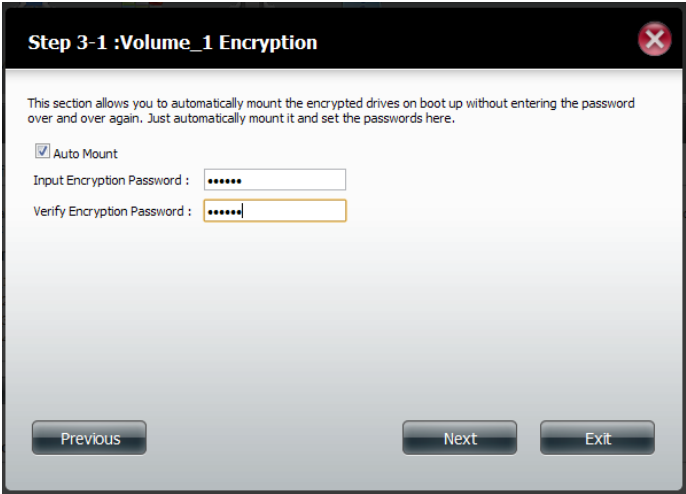 Step 3-1 :Volume_1 Encryption
This section allows you to automatically mount the encrypted drives on boot up without entering the password
over and over again. Just automatically mount it and set the passwords here.
Auto Mount
Input Encryption Password : ••••••
Verify Encryption Password : ••••••
Previous Next Exit